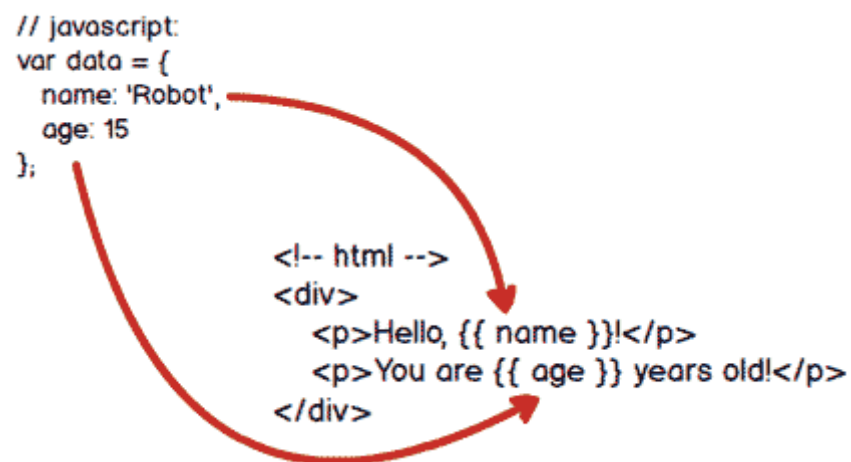 // javascript:
var data = {
name: 'Robot',
age: 15
};
<!-- html -->
<div>
<p>Hello, {{ name }}!</p>
<p>You are {{ age }} years old!</p>
</div>